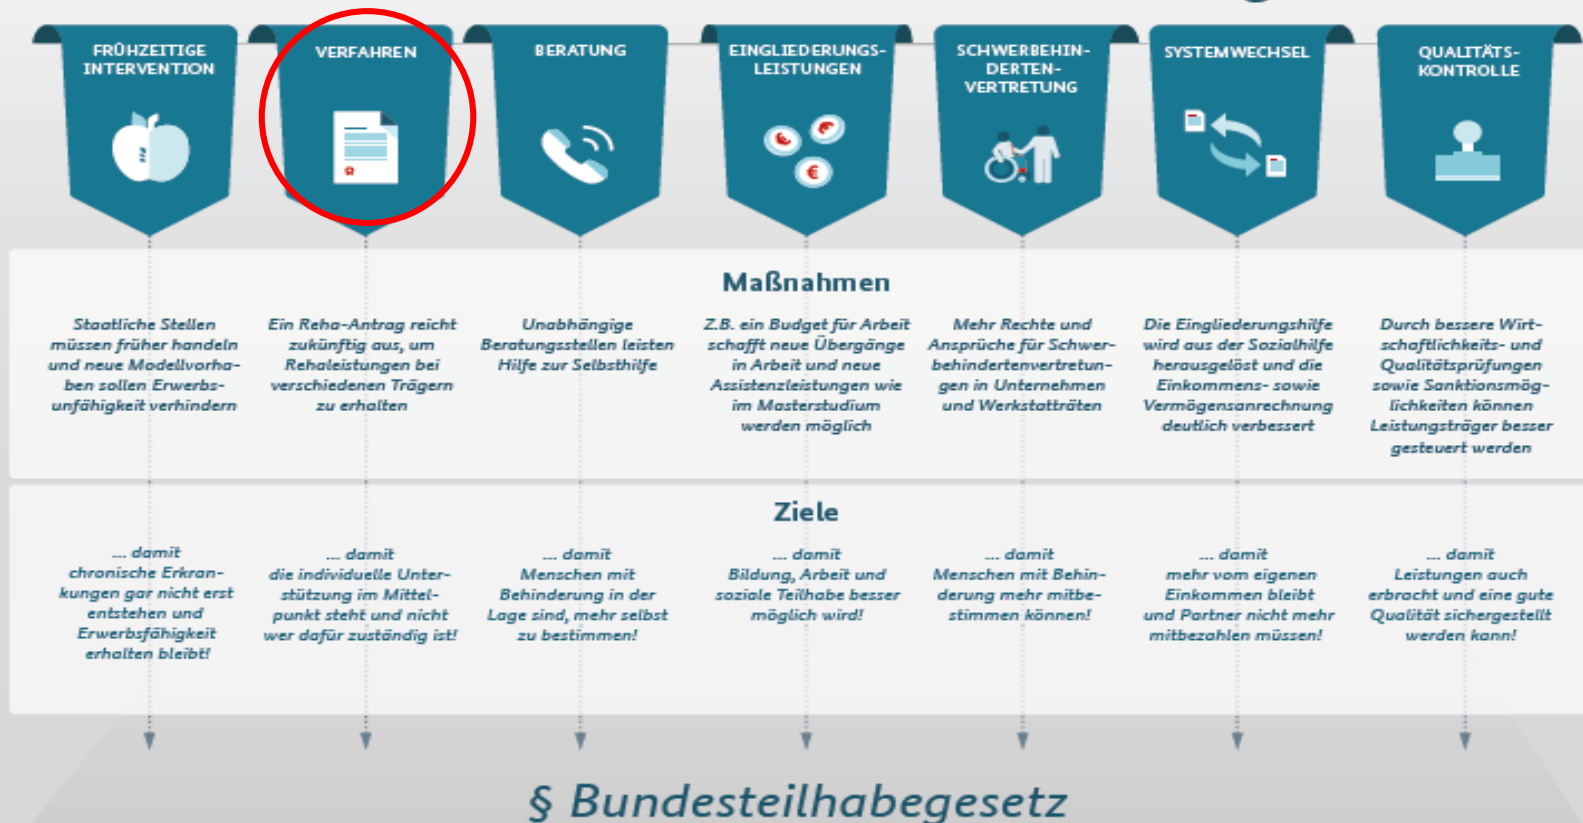 FRÜHZEITIGE
INTERVENTION
VERFAHREN
BERATUNG
EINGLIEDERUNGS-
LEISTUNGEN
SCHWERBEHIN-
DERTEN-
VERTRETUNG
SYSTEMWECHSEL
QUALITÄTS-
KONTROLLE
€
€
€
Maßnahmen
Staatliche Stellen
müssen früher handeln
und neue Modellvorha-
ben sollen Erwerbs-
unfähigkeit verhindern
Ein Reha-Antrag reicht
zukünftig aus, um
Rehaleistungen bei
verschiedenen Trägern
zu erhalten
Unabhängige
Beratungsstellen leisten
Hilfe zur Selbsthilfe
Z.B. ein Budget für Arbeit
schafft neue Übergänge
in Arbeit und neue
Assistenzleistungen wie
im Masterstudium
werden möglich
Mehr Rechte und
Ansprüche für Schwer-
behindertenvertretun-
gen in Unternehmen
und Werkstatträten
Die Eingliederungshilfe
wird aus der Sozialhilfe
herausgelöst und die
Einkommens- sowie
Vermögensanrechnung
deutlich verbessert
Durch bessere Wirt-
schaftlichkeits- und
Qualitätsprüfungen
sowie Sanktionsmög-
lichkeiten können
Leistungsträger besser
gesteuert werden
Ziele
... damit
chronische Erkran-
kungen gar nicht erst
entstehen und
Erwerbsfähigkeit
erhalten bleibt!
... damit
die individuelle Unter-
stützung im Mittel-
punkt steht und nicht
wer dafür zuständig ist!
... damit
Menschen mit
Behinderung in der
Lage sind, mehr selbst
zu bestimmen!
... damit
Bildung, Arbeit und
soziale Teilhabe besser
möglich wird!
... damit
Menschen mit Behin-
derung mehr mitbe-
stimmen können!
... damit
mehr vom eigenen
Einkommen bleibt
und Partner nicht mehr
mitbezahlen müssen!
... damit
Leistungen auch
erbracht und eine gute
Qualität sichergestellt
werden kann!
§ Bundesteilhabegesetz